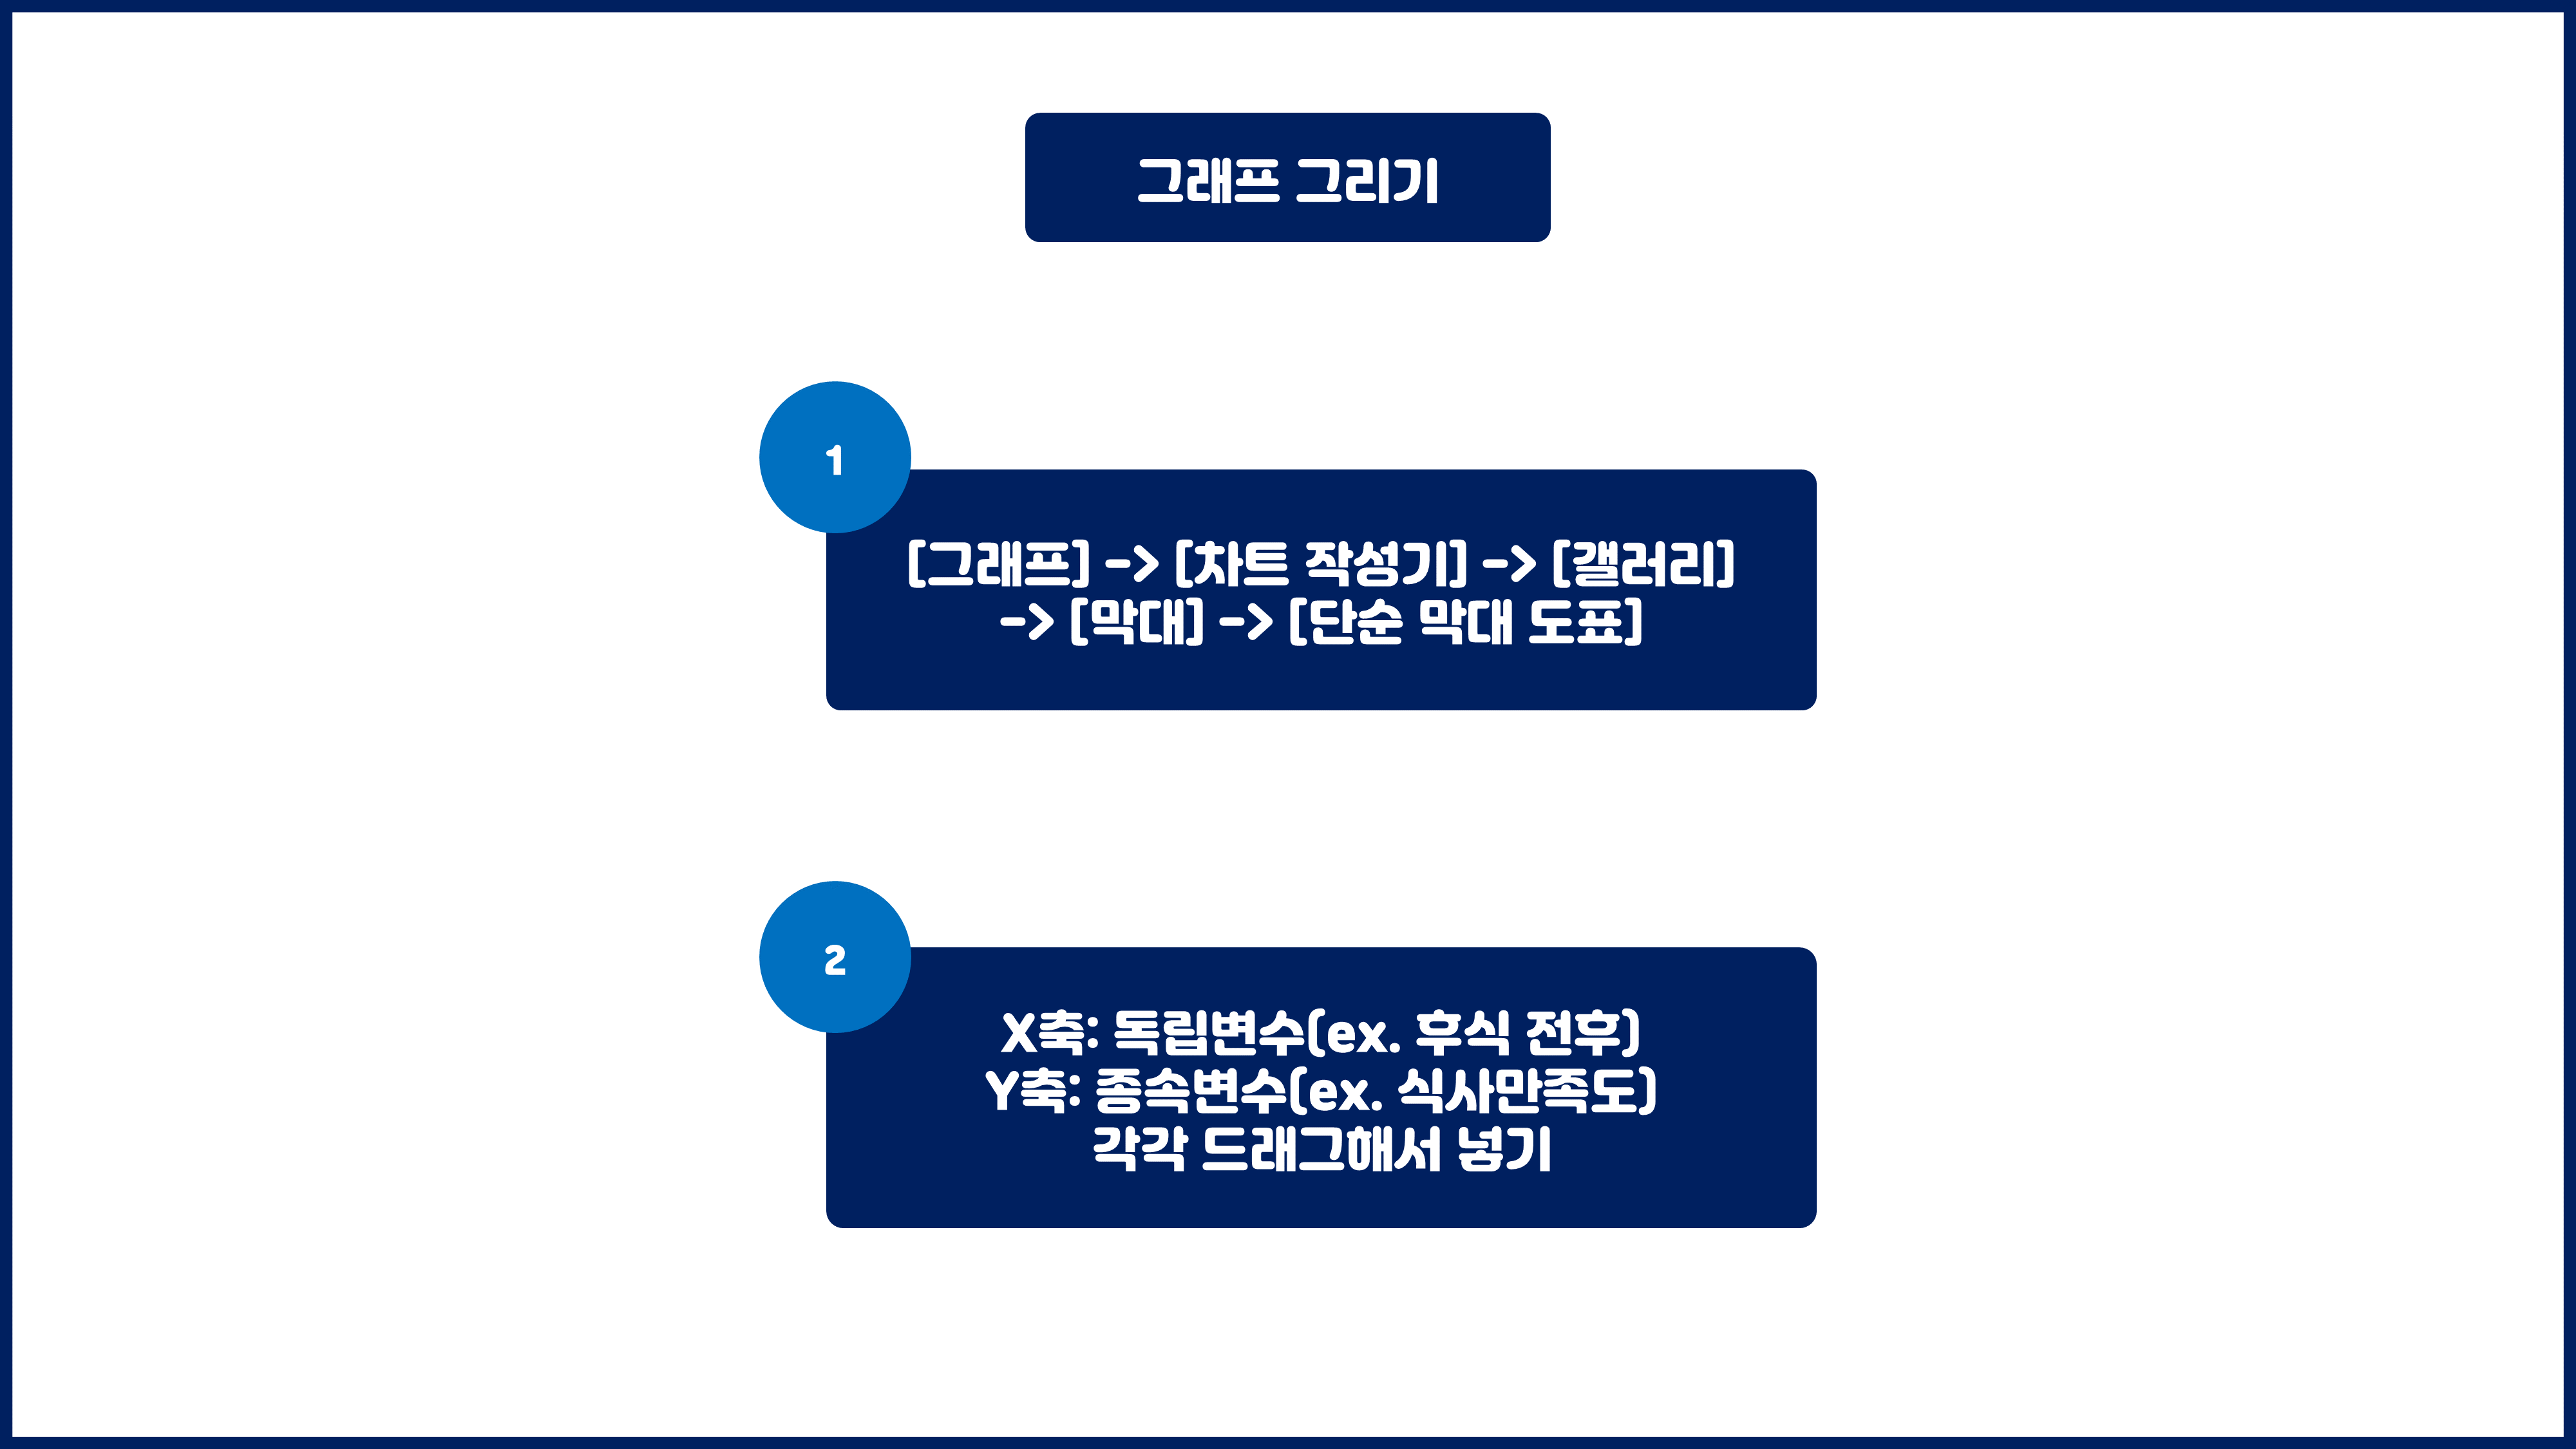 그래프 그리기
1
[그래프] -> [차트 작성기] -> [갤러리]
-> [막대] -> [단순 막대 도표]
2
X축: 독립변수(ex. 후식 전후)
Y축: 종속변수(ex. 식사만족도)
각각 드래그해서 넣기